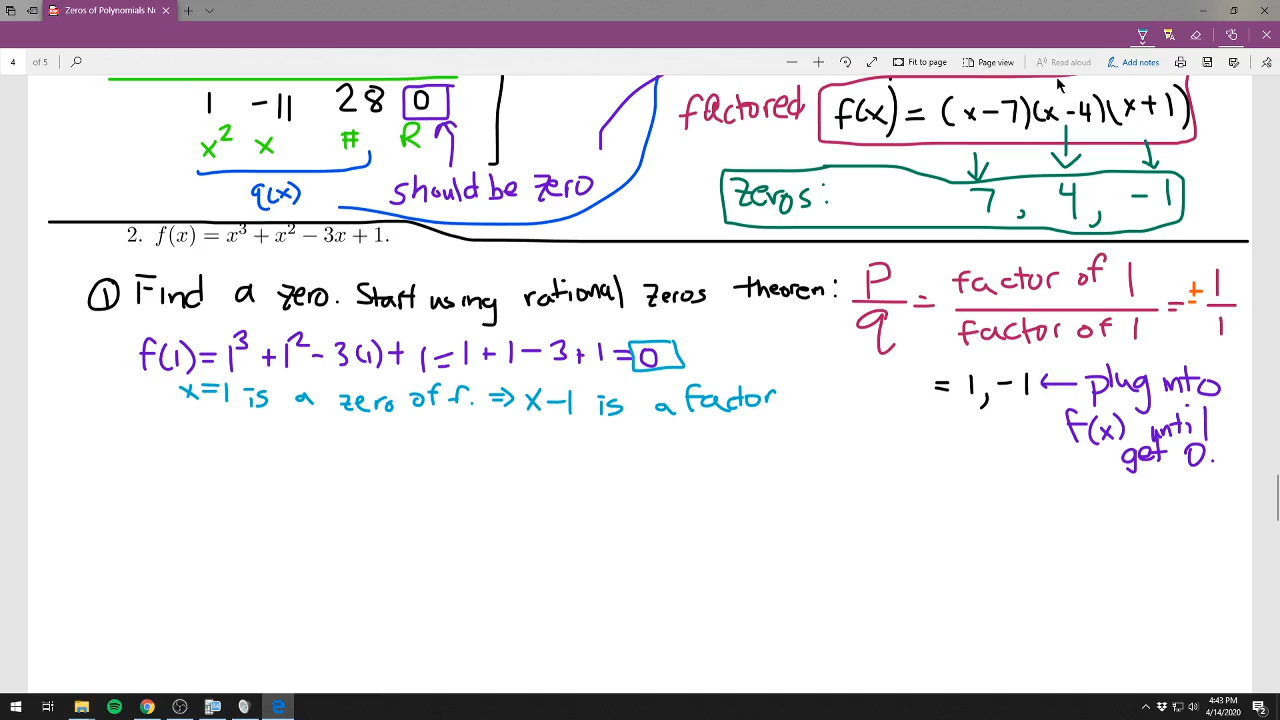 Zeros of Polynomials No
4 of 5
Fit to page
Page view
Read aloud
Add notes
1 -11 28 0
x² x # R
q(x)
should be zero
factored f(x) = (x-7)(x-4)(x+1)
zeros: 7, 4, -1
2. f(x) = x³ + x² − 3x + 1.
① Find a zero. Start using rational zeros theorem: p/q = factor of 1/factor of 1 = ± 1/1
f(1) = 1³ + 1² - 3(1) + 1 = 1 + 1 - 3 + 1 = 0
x=1 is a zero of f. ⇒ x-1 is a factor
= 1, -1 ← plug into
f(x) until
get 0.
4:43 PM
4/14/2020
2